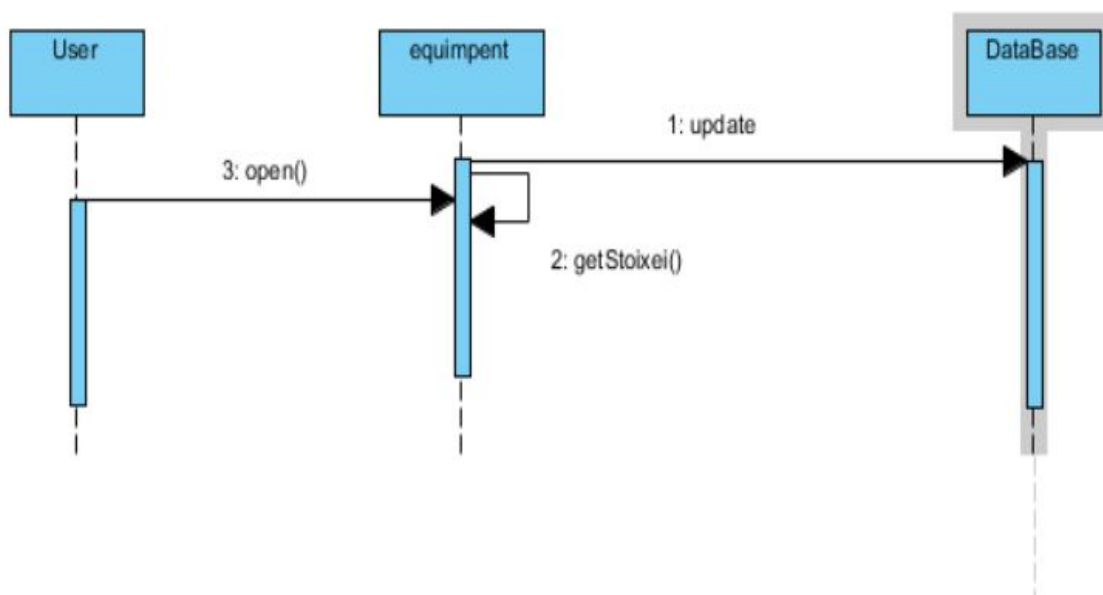 User
equimpent
DataBase
1: update
3: open()
2: getStoixei()